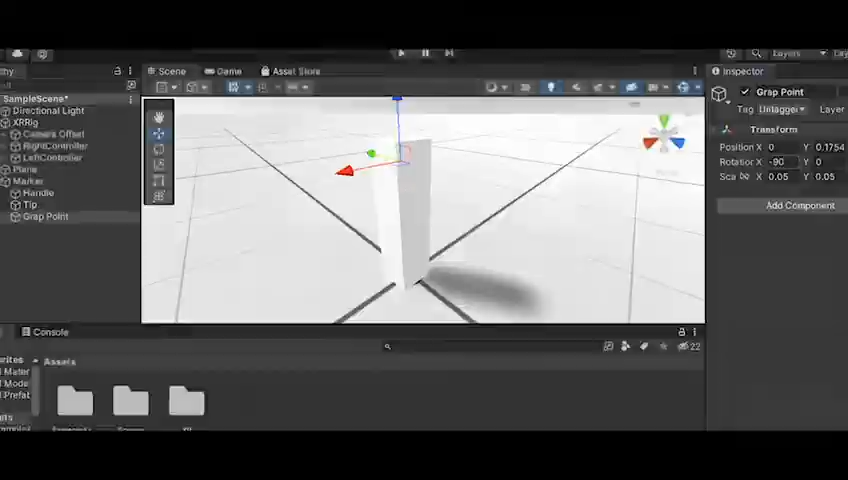 Layers
Scene
Game
Asset Store
Inspector
SampleScene*
Directional Light
XRRig
Camera Offset
RightController
LeftController
Plane
Marker
Handle
Tip
Grap Point
Grap Point
Tag Untagged
Layer
Transform
Position X 0 Y 0.1754
Rotation X -90 Y 0
Sca X 0.05 Y 0.05
Add Component
Console
22
Assets